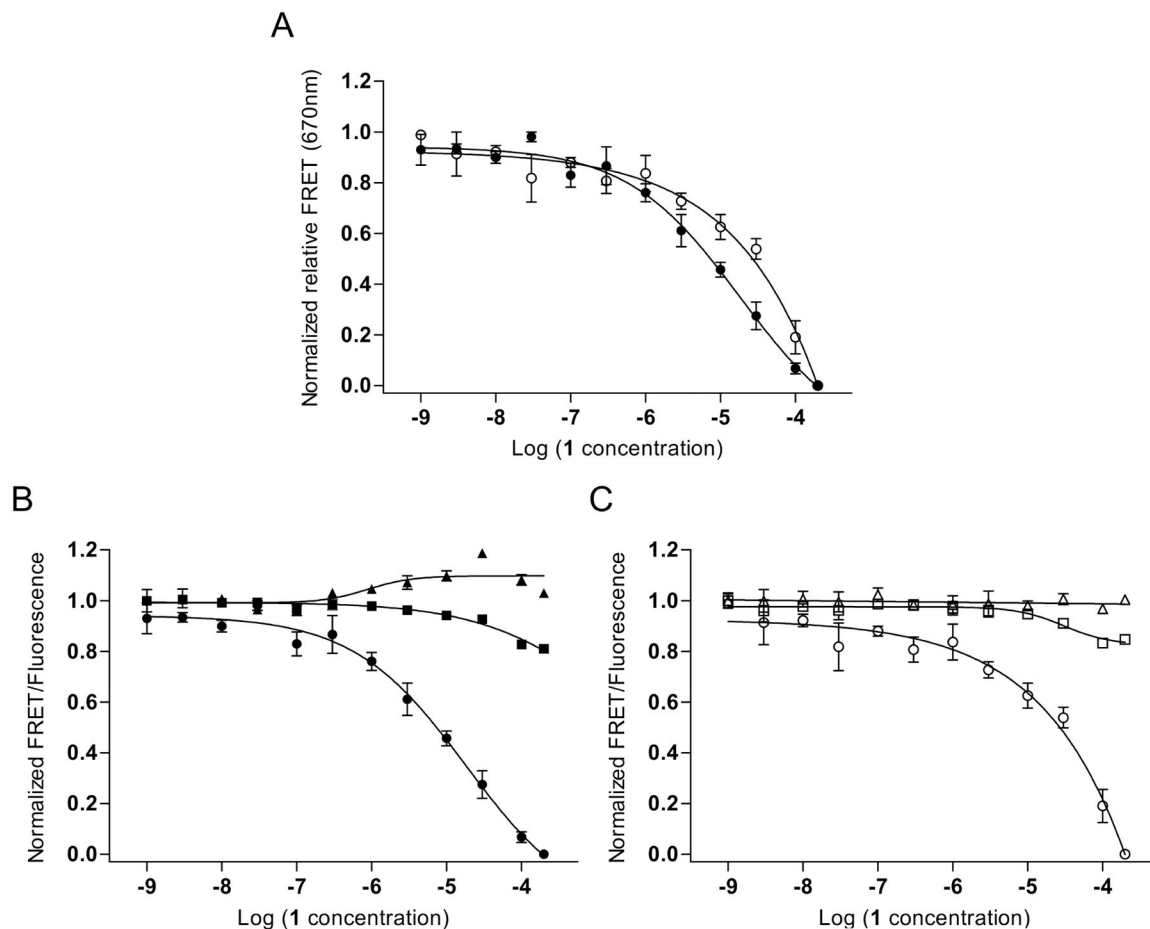 A
Normalized relative FRET (670nm)
1.2
1.0
0.8
0.6
0.4
0.2
0.0
-9 -8 -7 -6 -5 -4
Log (1 concentration)
B
Normalized FRET/Fluorescence
1.2
1.0
0.8
0.6
0.4
0.2
0.0
-9 -8 -7 -6 -5 -4
Log (1 concentration)
C
Normalized FRET/Fluorescence
1.2
1.0
0.8
0.6
0.4
0.2
0.0
-9 -8 -7 -6 -5 -4
Log (1 concentration)